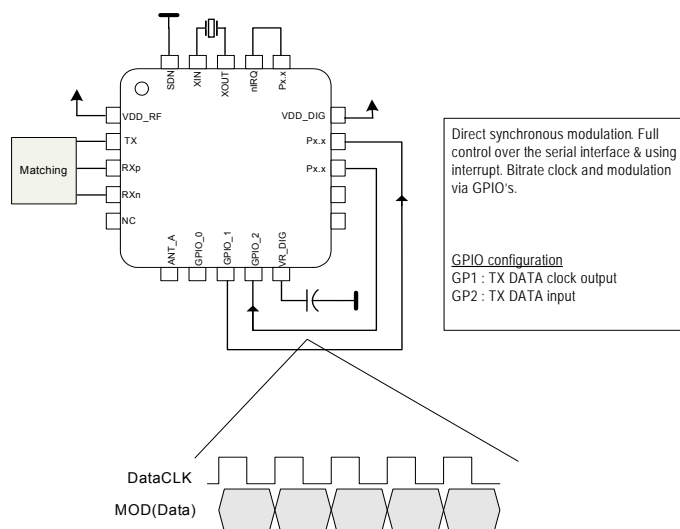 SDN
XIN
XOUT
nIRQ
Px.x
VDD_RF
TX
RXp
RXn
NC
Matching
VDD_DIG
Px.x
Px.x
ANT_A
GPIO_0
GPIO_1
GPIO_2
VR_DIG
Direct synchronous modulation. Full
control over the serial interface & using
interrupt. Bitrate clock and modulation
via GPIO's.
GPIO configuration
GP1 : TX DATA clock output
GP2 : TX DATA input
DataCLK
MOD(Data)